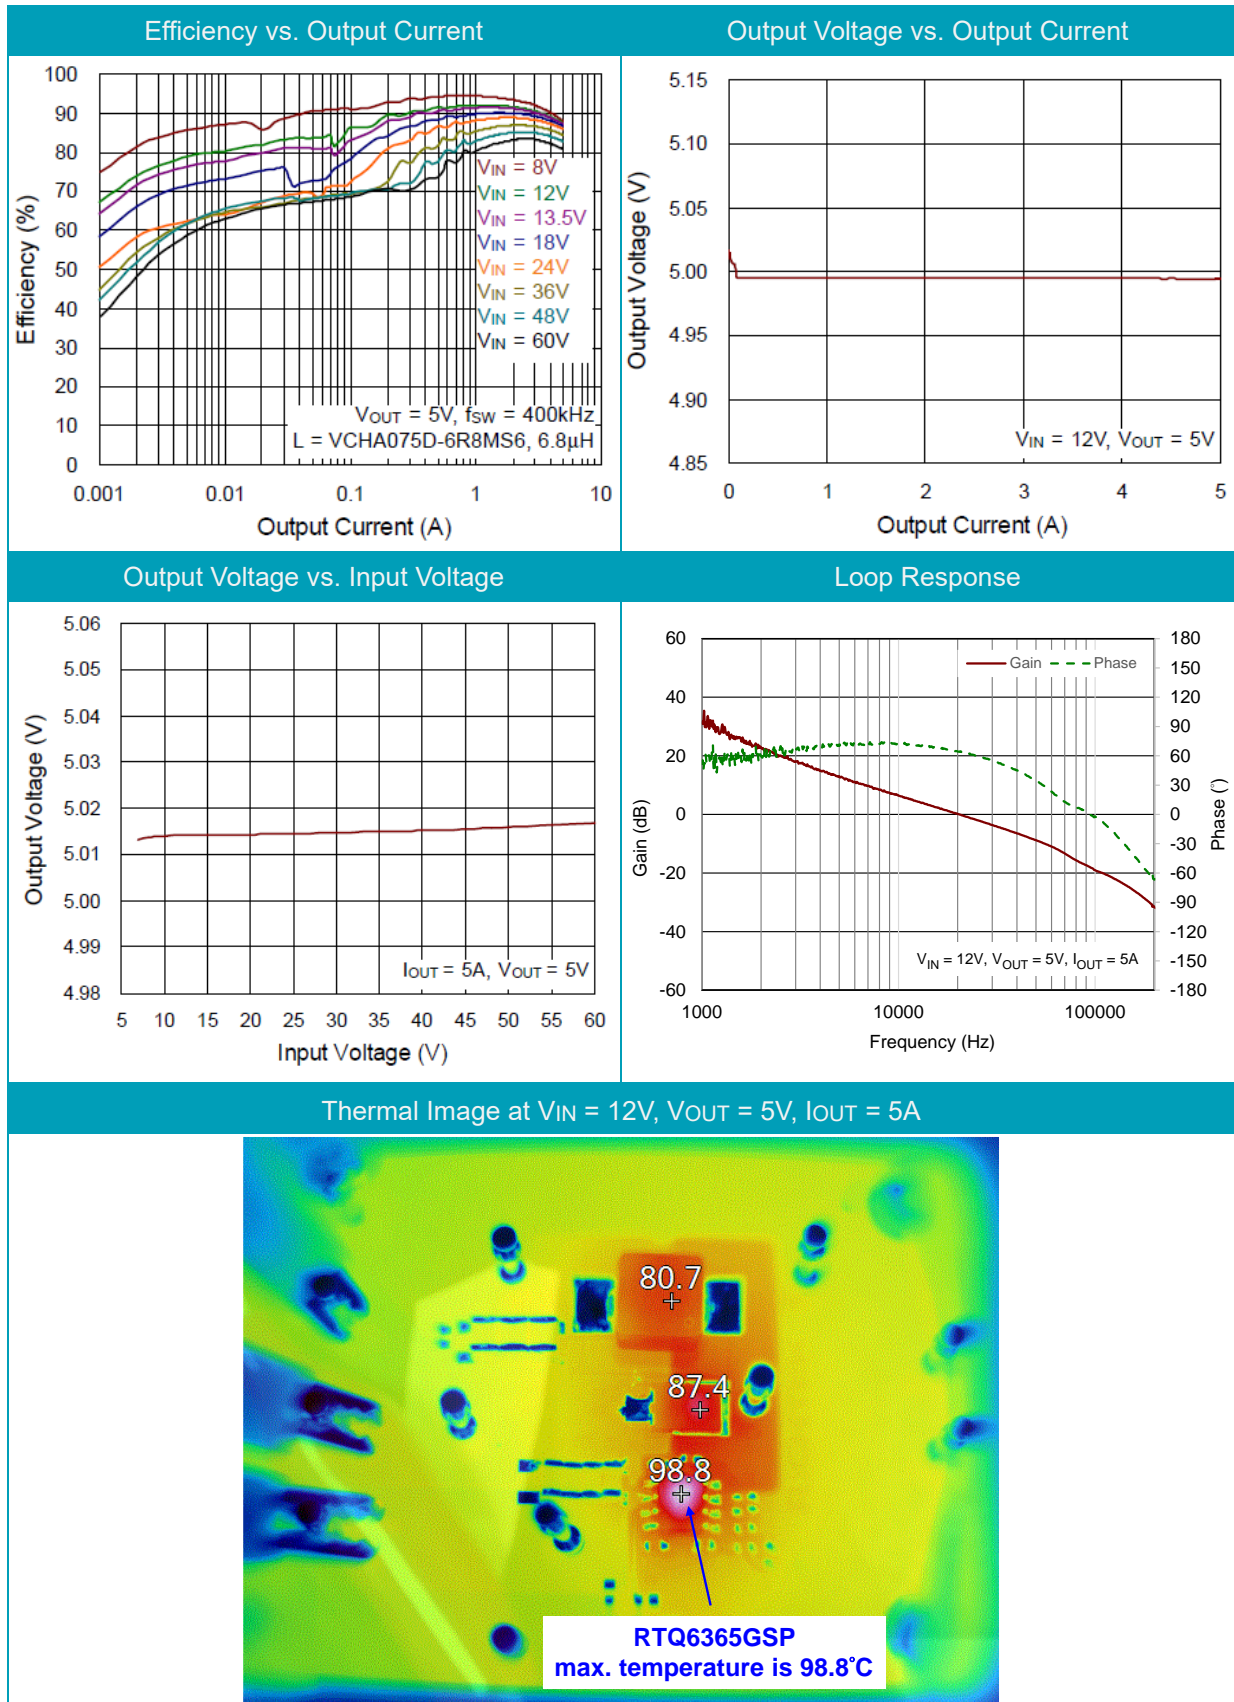 Efficiency vs. Output Current
100
90
80
70
60
50
40
30
20
10
0
Efficiency (%)
VIN = 8V
VIN = 12V
VIN = 13.5V
VIN = 18V
VIN = 24V
VIN = 36V
VIN = 48V
VIN = 60V
VOUT = 5V, fSW = 400kHz
L = VCHA075D-6R8MS6, 6.8µH
0.001 0.01 0.1 1 10
Output Current (A)
Output Voltage vs. Output Current
5.15
5.10
5.05
5.00
4.95
4.90
4.85
Output Voltage (V)
VIN = 12V, VOUT = 5V
0 1 2 3 4 5
Output Current (A)
Output Voltage vs. Input Voltage
5.06
5.05
5.04
5.03
5.02
5.01
5.00
4.99
4.98
Output Voltage (V)
IOUT = 5A, VOUT = 5V
5 10 15 20 25 30 35 40 45 50 55 60
Input Voltage (V)
Loop Response
60
40
20
0
-20
-40
-60
Gain (dB)
Gain Phase
180
150
120
90
60
30
0
-30
-60
-90
-120
-150
-180
Phase (°)
VIN = 12V, VOUT = 5V, IOUT = 5A
1000 10000 100000
Frequency (Hz)
Thermal Image at VIN = 12V, VOUT = 5V, IOUT = 5A
80.7
87.4
98.8
RTQ6365GSP
max. temperature is 98.8°C